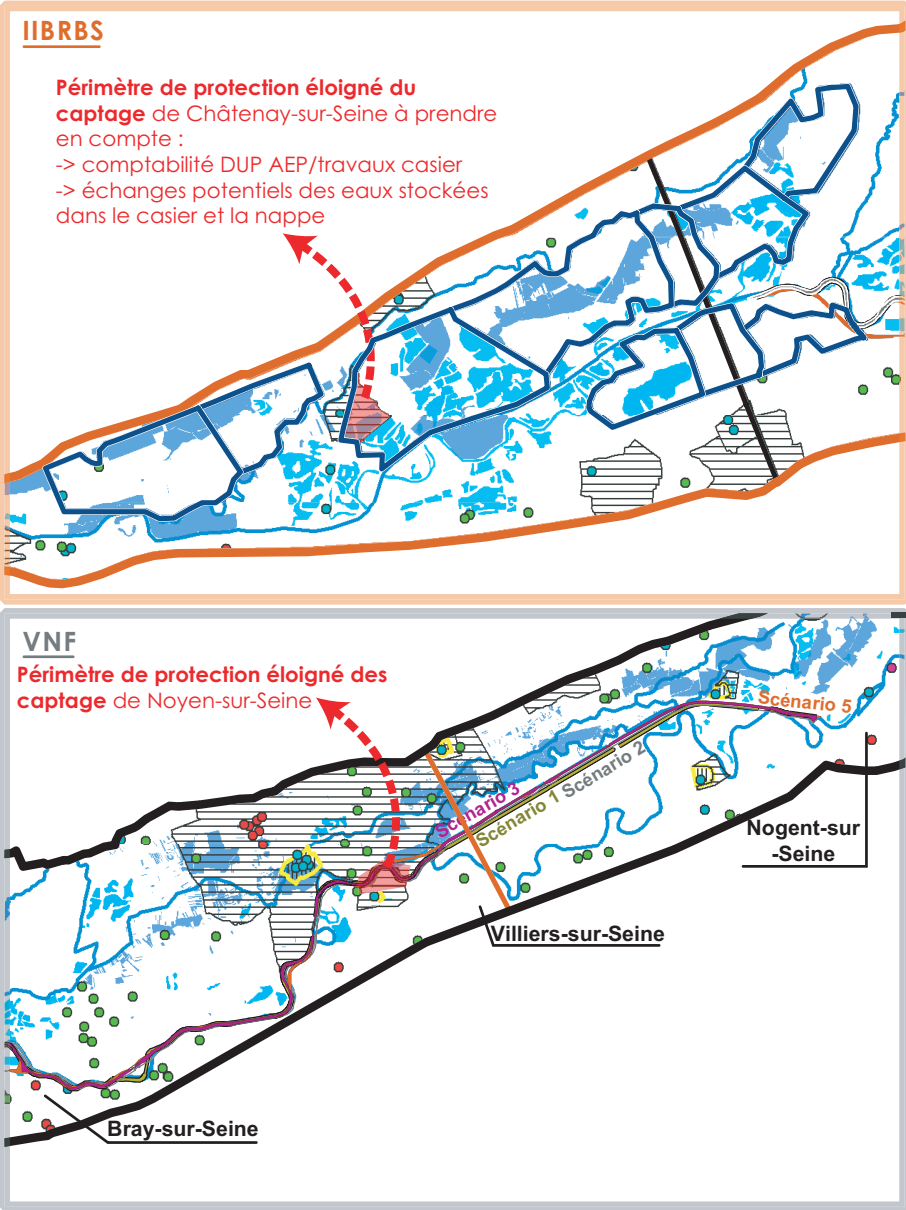 IIBRBS
Périmètre de protection éloigné du
captage de Châtenay-sur-Seine à prendre
en compte :
-> comptabilité DUP AEP/travaux casier
-> échanges potentiels des eaux stockées
dans le casier et la nappe
VNF
Périmètre de protection éloigné des
captage de Noyen-sur-Seine
Scénario 5
Scénario 3
Scénario 1
Scénario 2
Nogent-sur
-Seine
Villiers-sur-Seine
Bray-sur-Seine